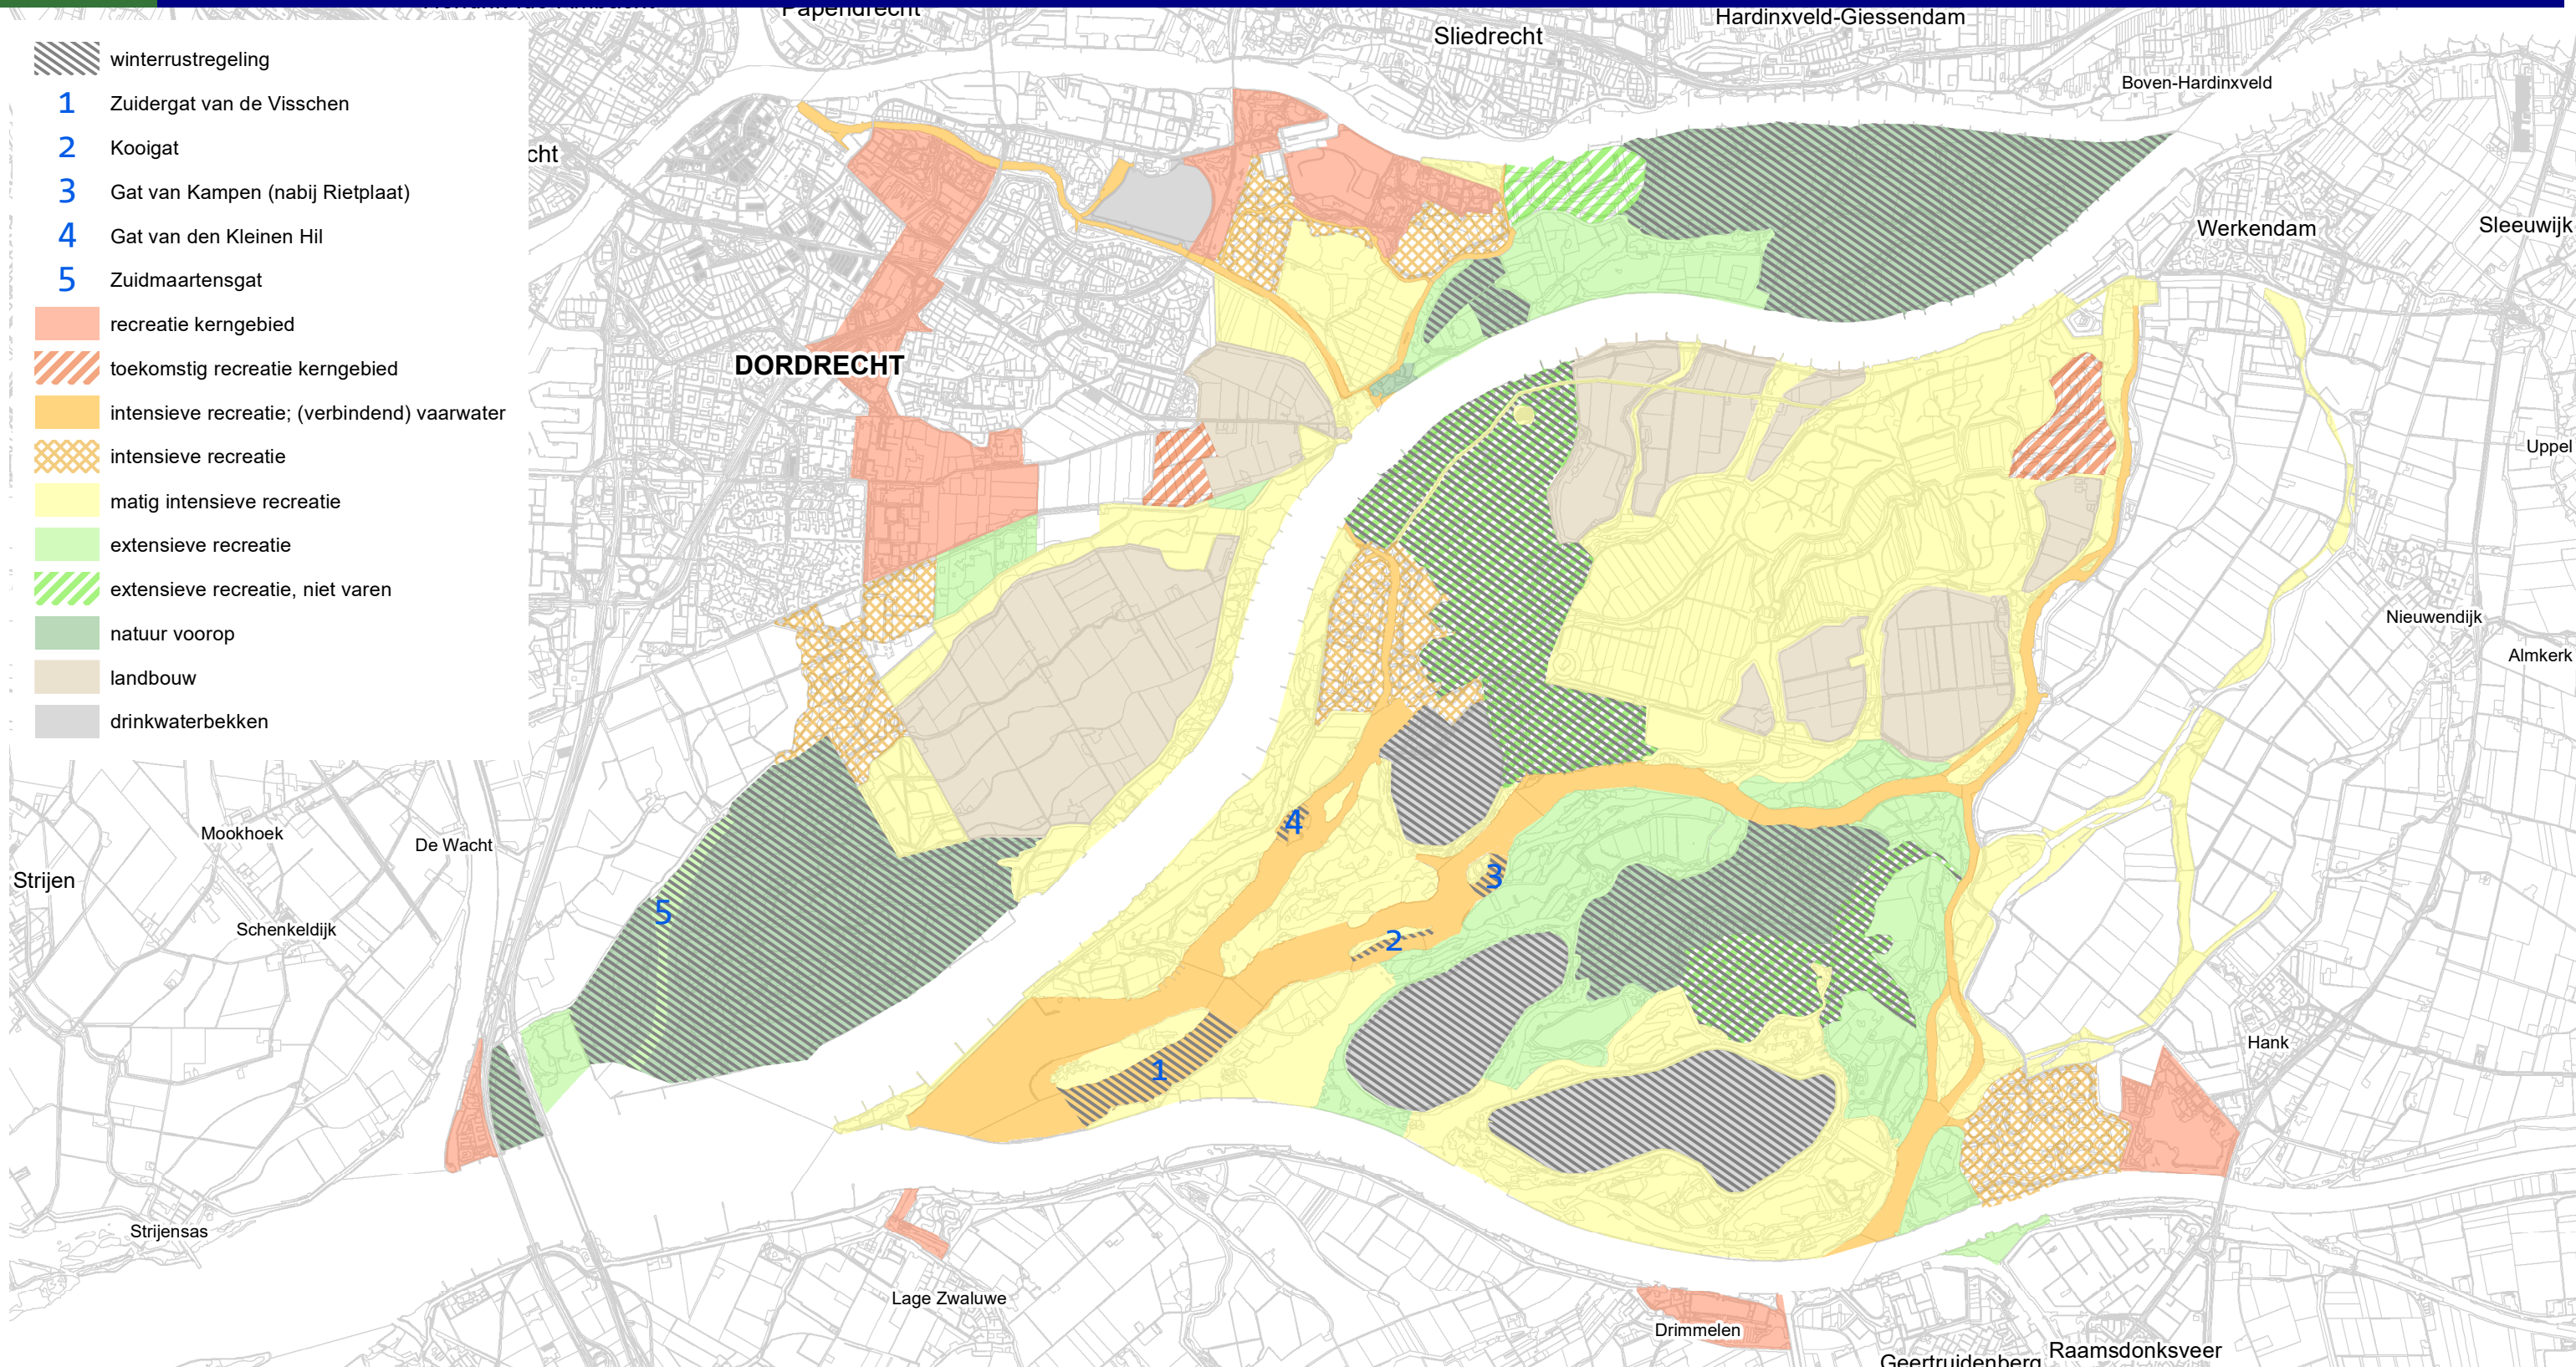 Papendrecht
Hardinxveld-Giessendam
Sliedrecht
Boven-Hardinxveld
winterrustregeling
1 Zuidergat van de Visschen
2 Kooigat
cht
3 Gat van Kampen (nabij Rietplaat)
4 Gat van den Kleinen Hil
5 Zuidmaartensgat
recreatie kerngebied
toekomstig recreatie kerngebied
intensieve recreatie; (verbindend) vaarwater
intensieve recreatie
matig intensieve recreatie
extensieve recreatie
extensieve recreatie, niet varen
natuur voorop
landbouw
drinkwaterbekken
Werkendam
Sleeuwijk
DORDRECHT
Uppel
Nieuwendijk
Almkerk
4
Mookhoek
De Wacht
3
Strijen
5
Schenkeldijk
2
Hank
1
Strijensas
Lage Zwaluwe
Drimmelen
Raamsdonksveer
Geertruidenberg